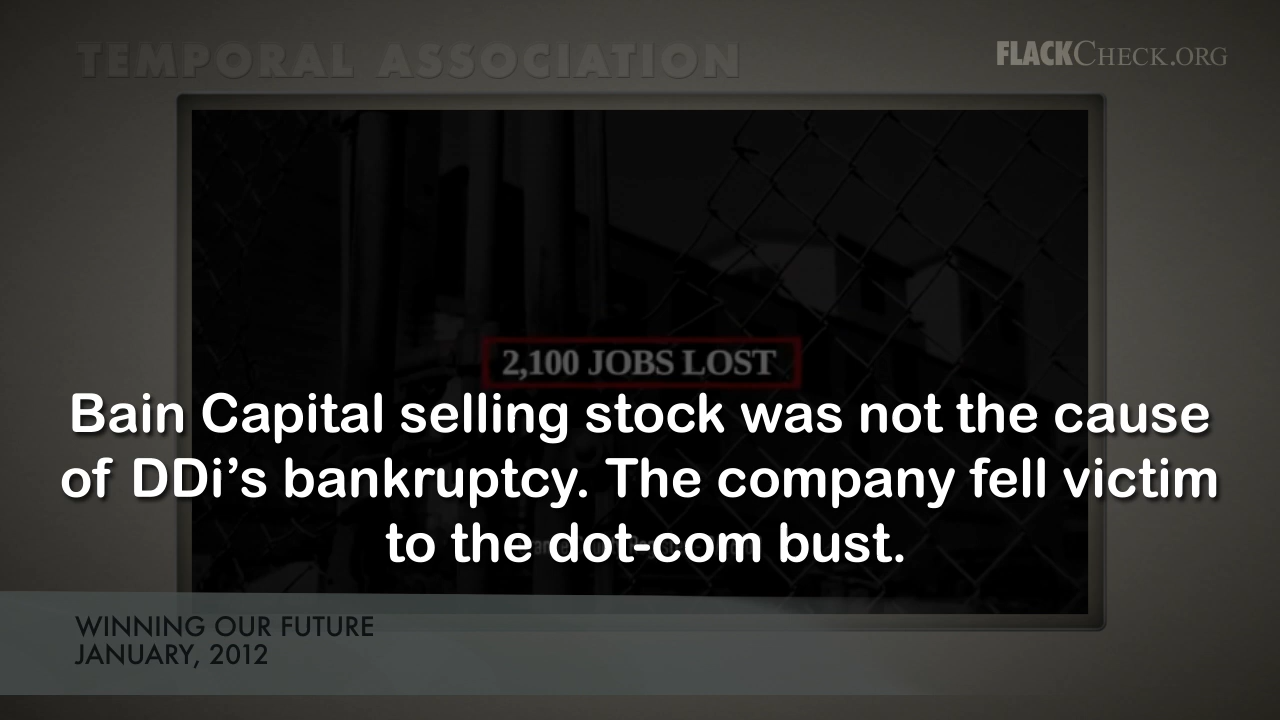 TEMPORAL ASSOCIATION
FLACKCHECK.ORG
2,100 JOBS LOST
Bain Capital selling stock was not the cause
of DDi’s bankruptcy. The company fell victim
to the dot-com bust.
WINNING OUR FUTURE
JANUARY, 2012